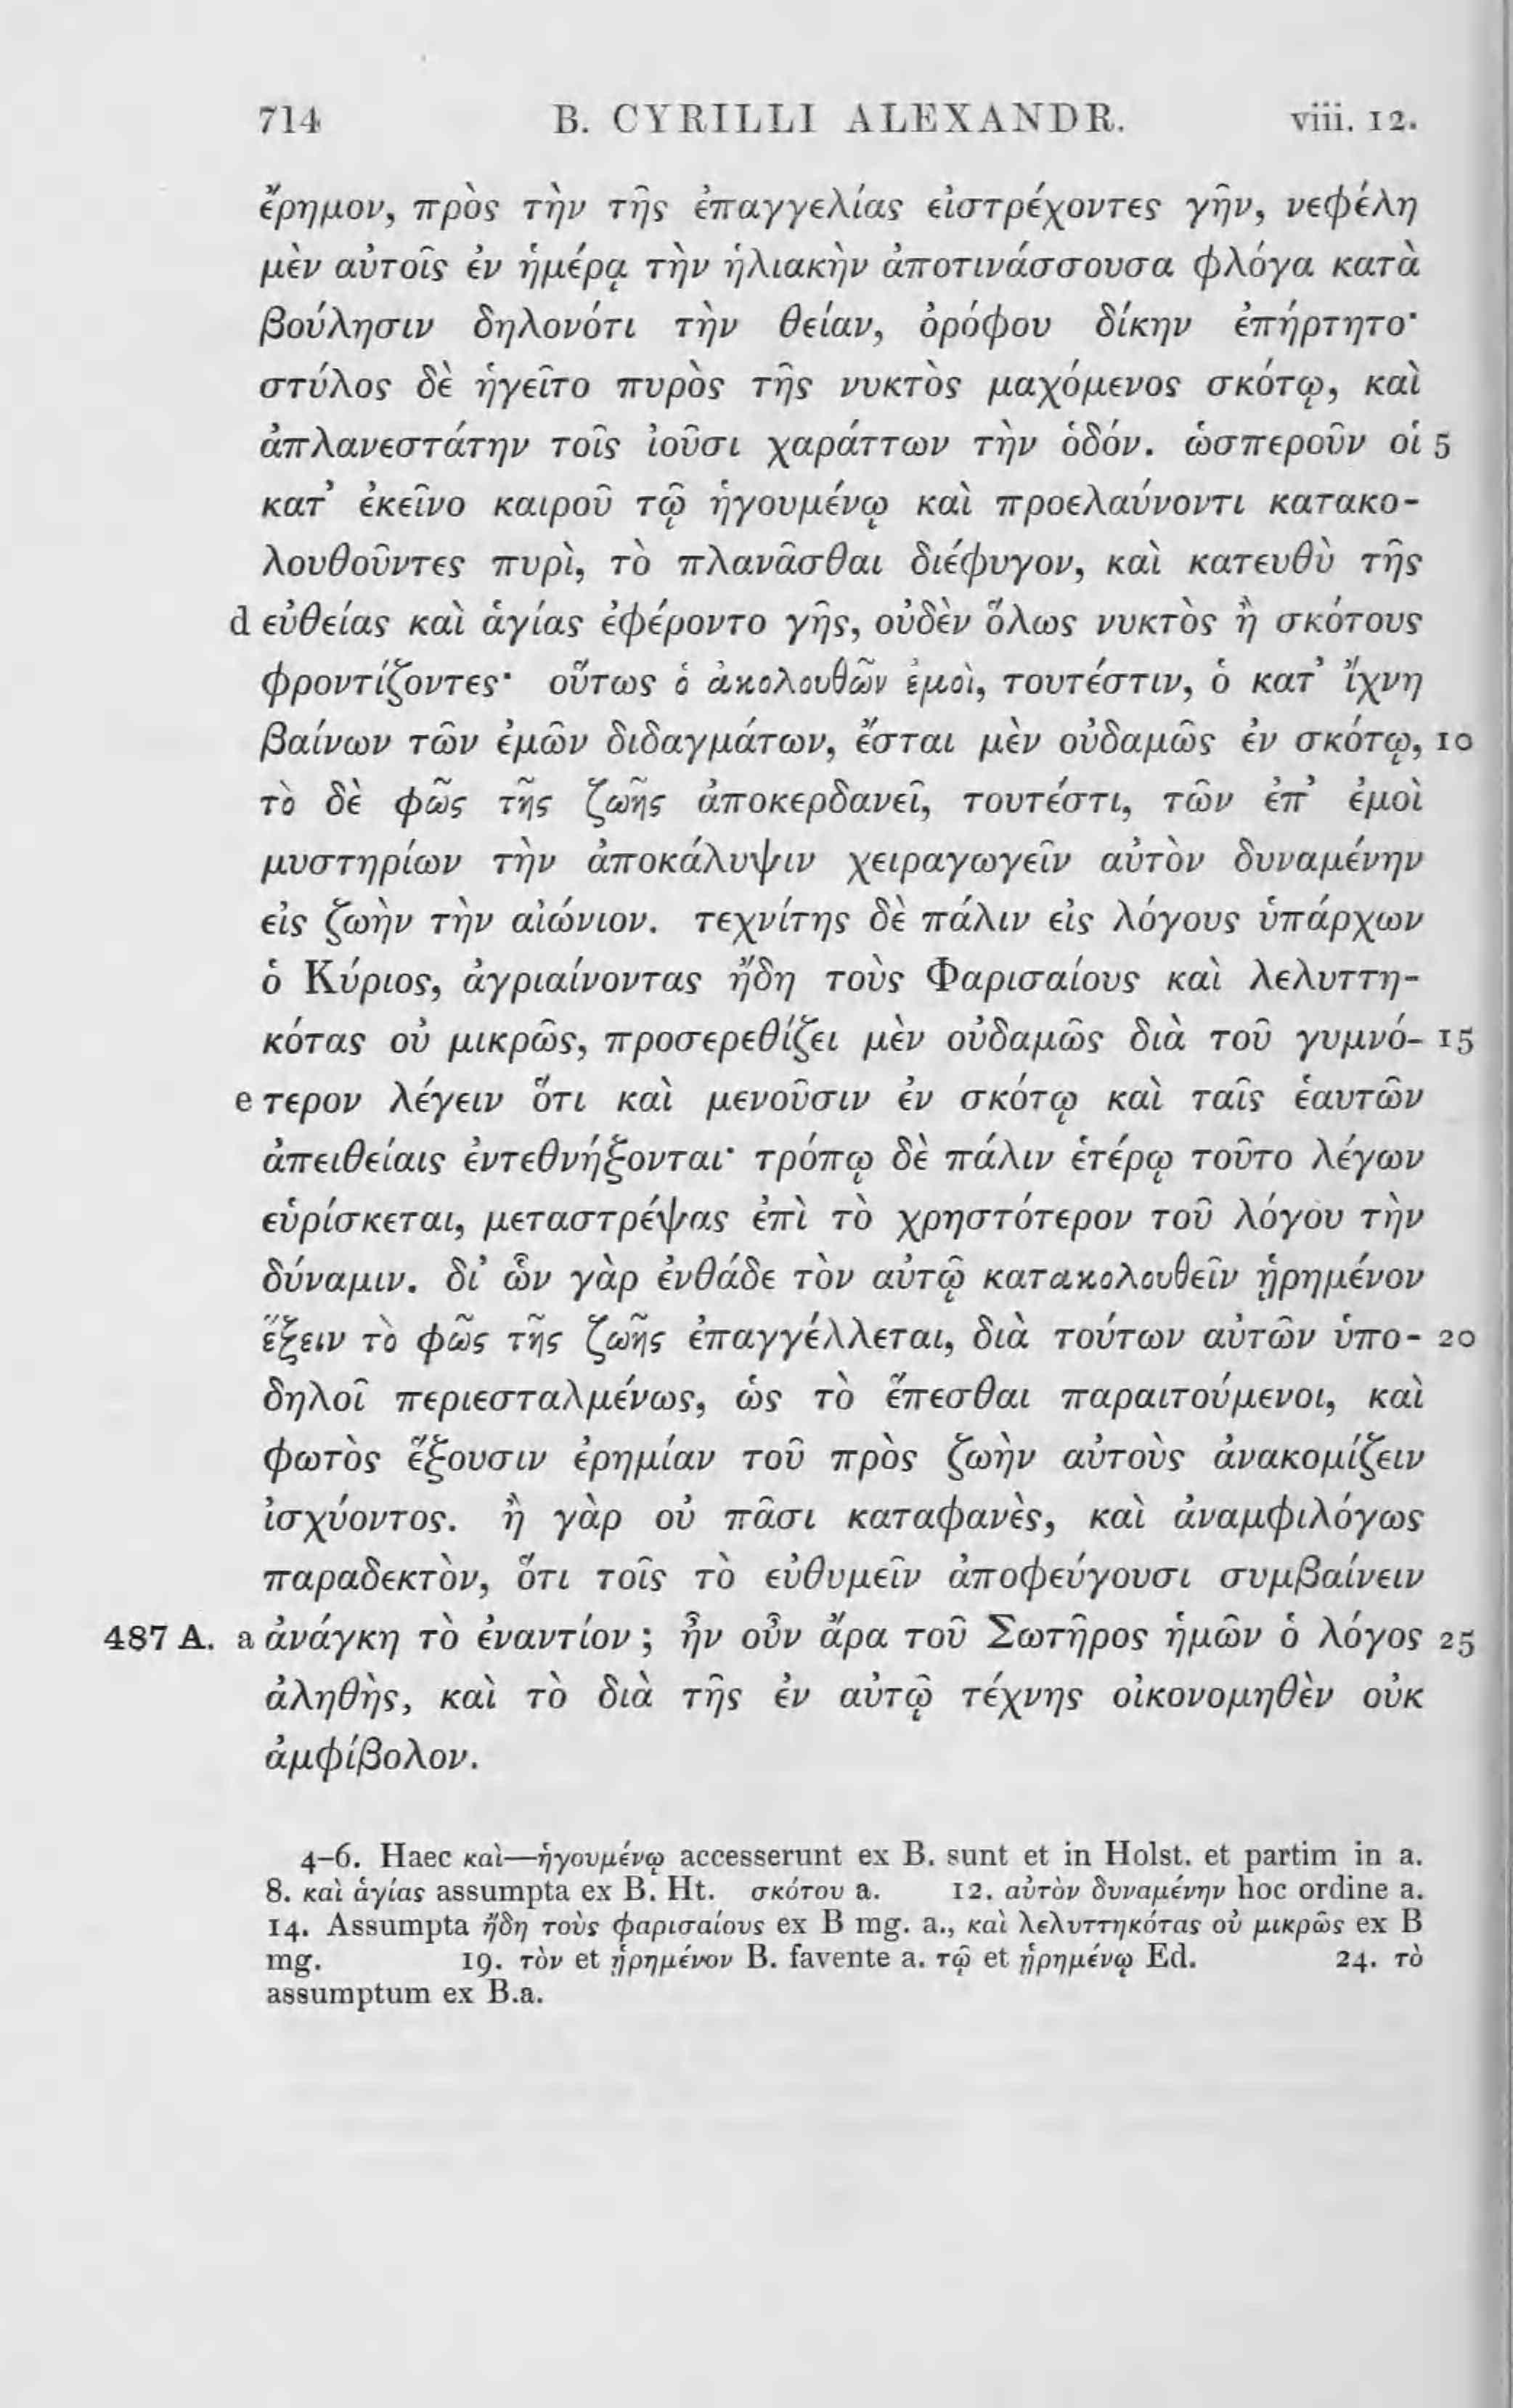 714 B. CYRILLI ALEXANDR. viii. 12.
ἔρημον, πρὸς τὴν τῆς ἐπαγγελίας εἰστρέχοντες γῆν, νεφέλη
μὲν αὐτοῖς ἐν ἡμέρᾳ τὴν ἡλιακὴν ἀποτινάσσουσα φλόγα κατὰ
βούλησιν δηλονότι τὴν θείαν, ὀρόφου δίκην ἐπήρτητο·
στύλος δὲ ἡγεῖτο πυρὸς τῆς νυκτὸς μαχόμενος σκότῳ, καὶ
ἀπλανεστάτην τοῖς ἰοῦσι χαράττων τὴν ὁδόν. ὡσπεροῦν οἱ 5
κατ᾽ ἐκεῖνο καιροῦ τῷ ἡγουμένῳ καὶ προελαύνοντι κατακο-
λουθοῦντες πυρὶ, τὸ πλανᾶσθαι διέφυγον, καὶ κατευθὺ τῆς
d εὐθείας καὶ ἁγίας ἐφέροντο γῆς, οὐδὲν ὅλως νυκτὸς ἢ σκότους
φροντίζοντες· οὕτως ὁ ἀκολουθῶν ἐμοὶ, τουτέστιν, ὁ κατ᾽ ἴχνη
βαίνων τῶν ἐμῶν διδαγμάτων, ἔσται μὲν οὐδαμῶς ἐν σκότῳ, 10
τὸ δὲ φῶς τῆς ζωῆς ἀποκερδανεῖ, τουτέστι, τῶν ἐπ᾽ ἐμοὶ
μυστηρίων τὴν ἀποκάλυψιν χειραγωγεῖν αὐτὸν δυναμένην
εἰς ζωὴν τὴν αἰώνιον. τεχνίτης δὲ πάλιν εἰς λόγους ὑπάρχων
ὁ Κύριος, ἀγριαίνοντας ἤδη τοὺς Φαρισαίους καὶ λελυττη-
κότας οὐ μικρῶς, προσερεθίζει μὲν οὐδαμῶς διὰ τοῦ γυμνό- 15
e τερον λέγειν ὅτι καὶ μενοῦσιν ἐν σκότῳ καὶ ταῖς ἑαυτῶν
ἀπειθείαις ἐντεθνήξονται· τρόπῳ δὲ πάλιν ἑτέρῳ τοῦτο λέγων
εὑρίσκεται, μεταστρέψας ἐπὶ τὸ χρηστότερον τοῦ λόγου τὴν
δύναμιν. δι᾽ ὧν γὰρ ἐνθάδε τὸν αὐτῷ κατακολουθεῖν ᾑρημένον
ἕξειν τὸ φῶς τῆς ζωῆς ἐπαγγέλλεται, διὰ τούτων αὐτῶν ὑπο- 20
δηλοῖ περιεσταλμένως, ὡς τὸ ἕπεσθαι παραιτούμενοι, καὶ
φωτὸς ἕξουσιν ἐρημίαν τοῦ πρὸς ζωὴν αὐτοὺς ἀνακομίζειν
ἰσχύοντος. ἢ γὰρ οὐ πᾶσι καταφανὲς, καὶ ἀναμφιλόγως
παραδεκτὸν, ὅτι τοῖς τὸ εὐθυμεῖν ἀποφεύγουσι συμβαίνειν
487 A. a ἀνάγκη τὸ ἐναντίον; ἦν οὖν ἄρα τοῦ Σωτῆρος ἡμῶν ὁ λόγος 25
ἀληθὴς, καὶ τὸ διὰ τῆς ἐν αὐτῷ τέχνης οἰκονομηθὲν οὐκ
ἀμφίβολον.
4–6. Haec καὶ—ἡγουμένῳ accesserunt ex B. sunt et in Holst. et partim in a.
8. καὶ ἁγίας assumpta ex B. Ht. σκότου a. 12. αὐτὸν δυναμένην hoc ordine a.
14. Assumpta ἤδη τοὺς φαρισαίους ex B mg. a., καὶ λελυττηκότας οὐ μικρῶς ex B
mg. 19. τὸν et ᾑρημένον B. favente a. τῷ et ᾑρημένῳ Ed. 24. τὸ
assumptum ex B.a.